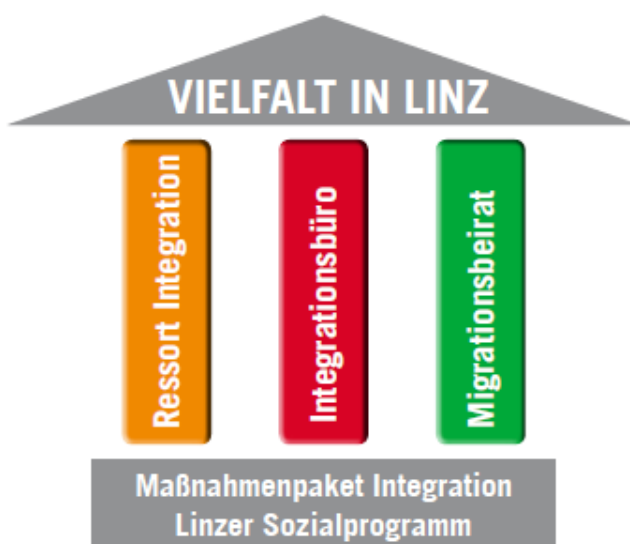 VIELFALT IN LINZ
Ressort Integration
Integrationsbüro
Migrationsbeirat
Maßnahmenpaket Integration
Linzer Sozialprogramm